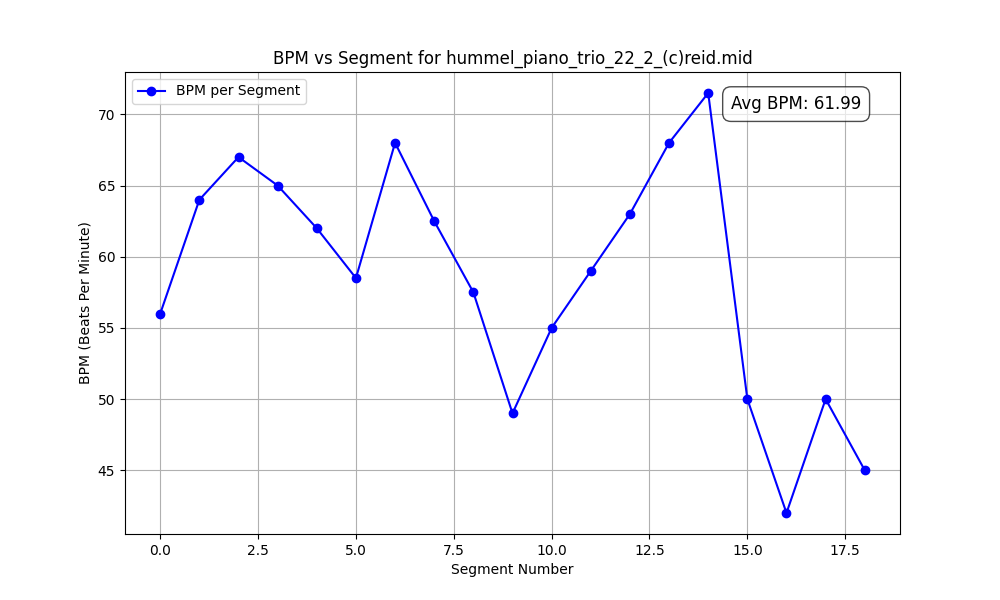 BPM vs Segment for hummel_piano_trio_22_2_(c)reid.mid
BPM per Segment
Avg BPM: 61.99
BPM (Beats Per Minute)
70
65
60
55
50
45
0.0 2.5 5.0 7.5 10.0 12.5 15.0 17.5
Segment Number